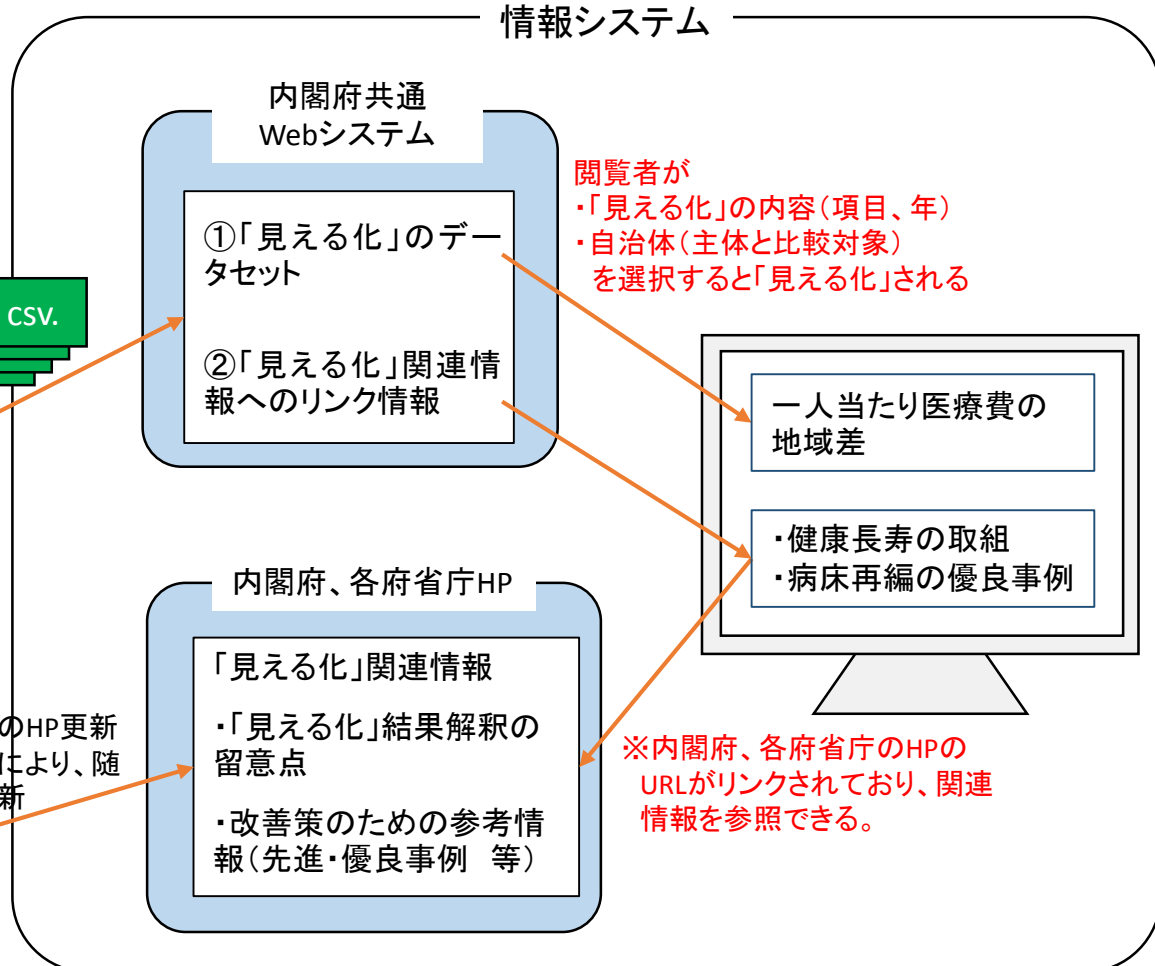 情報システム
内閣府共通
Webシステム
①「見える化」のデー
タセット
②「見える化」関連情
報へのリンク情報
csv.
閲覧者が
・「見える化」の内容(項目、年)
・自治体(主体と比較対象)
を選択すると「見える化」される
一人当たり医療費の
地域差
・健康長寿の取組
・病床再編の優良事例
内閣府、各府省庁HP
「見える化」関連情報
・「見える化」結果解釈の
留意点
・改善策のための参考情
報(先進・優良事例　等)
のHP更新
により、随
新
※内閣府、各府省庁のHPの
URLがリンクされており、関連
情報を参照できる。